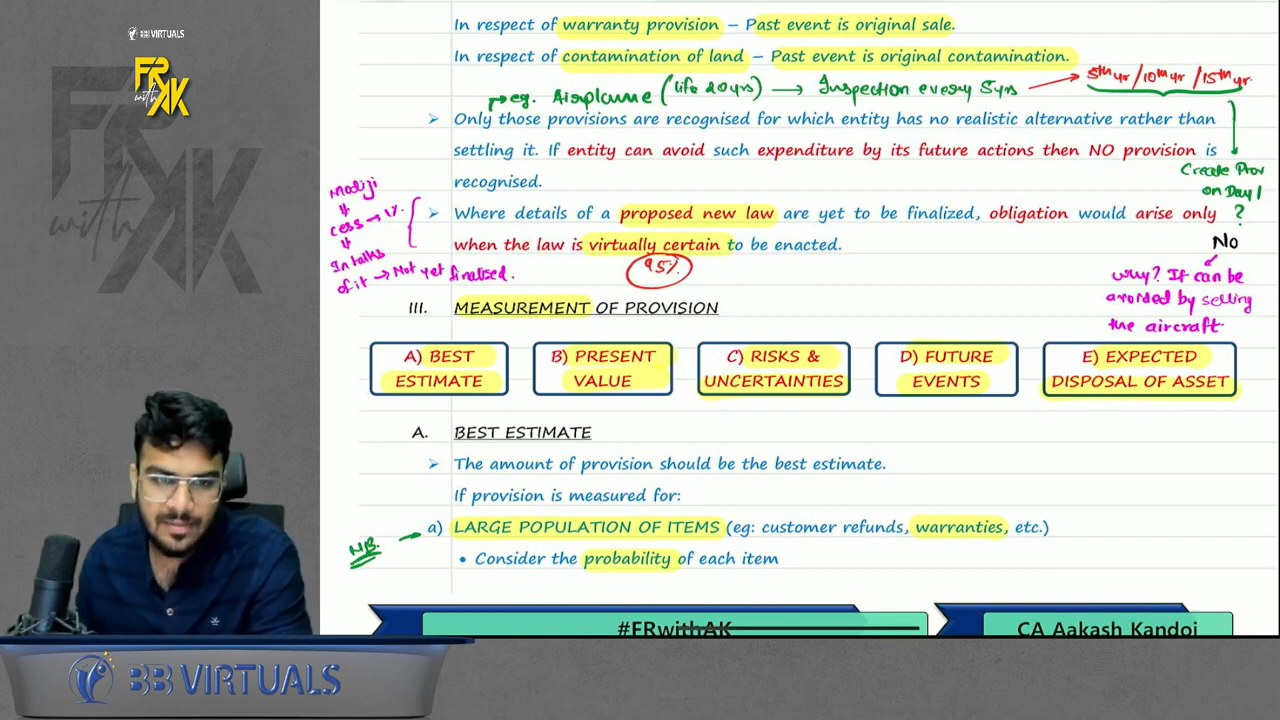 BB VIRTUALS
FR
with
AK
FR
with
AK
In respect of warranty provision – Past event is original sale.
In respect of contamination of land – Past event is original contamination.
eg. Airplane (life 20 yrs) → Inspection every 5 yrs → 5th yr / 10th yr / 15th yr.
➤ Only those provisions are recognised for which entity has no realistic alternative rather than
settling it. If entity can avoid such expenditure by its future actions then NO provision is
recognised.
Create Prov
on Day 1
?
No
why? It can be
avoided by selling
the aircraft.
➤ Where details of a proposed new law are yet to be finalized, obligation would arise only
when the law is virtually certain to be enacted.
95%
Modiji
cess → 1%.
In talks
of it → Not yet finalised.
III. MEASUREMENT OF PROVISION
A) BEST ESTIMATE
B) PRESENT VALUE
C) RISKS & UNCERTAINTIES
D) FUTURE EVENTS
E) EXPECTED DISPOSAL OF ASSET
A. BEST ESTIMATE
➤ The amount of provision should be the best estimate.
If provision is measured for:
NB. → a) LARGE POPULATION OF ITEMS (eg: customer refunds, warranties, etc.)
• Consider the probability of each item
#FRwithAK
CA Aakash Kandoi
BB VIRTUALS